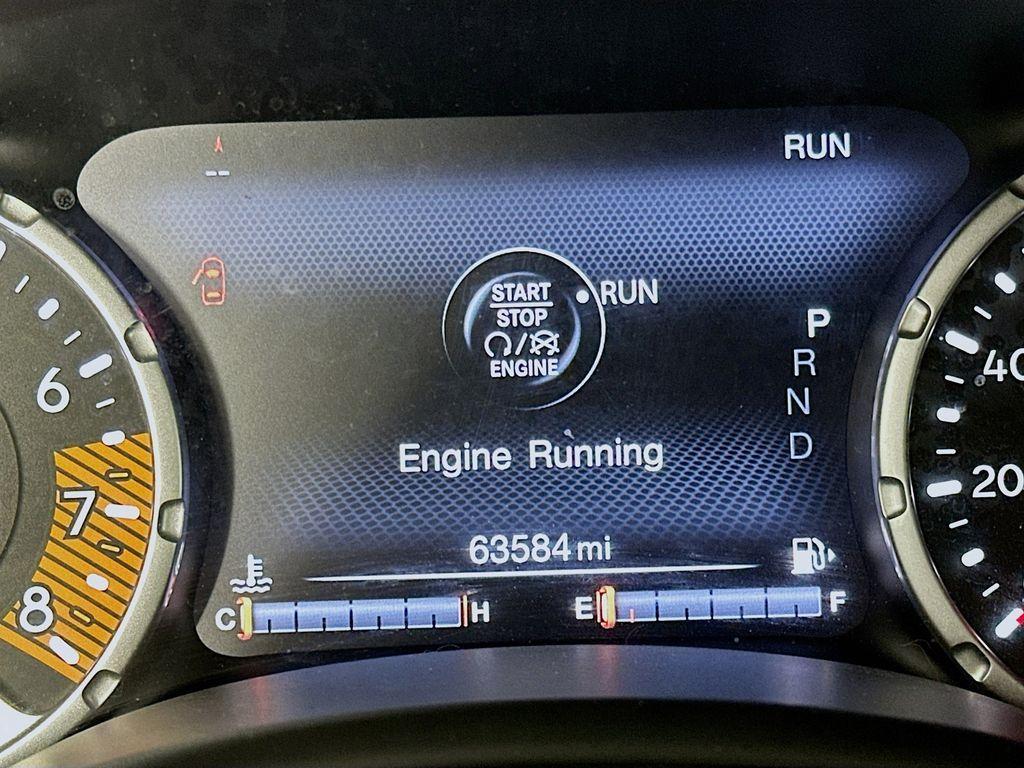 RUN
START
STOP
ENGINE
RUN
P
R
N
D
Engine Running
63584 mi
C H
E F
6
7
8
40
20